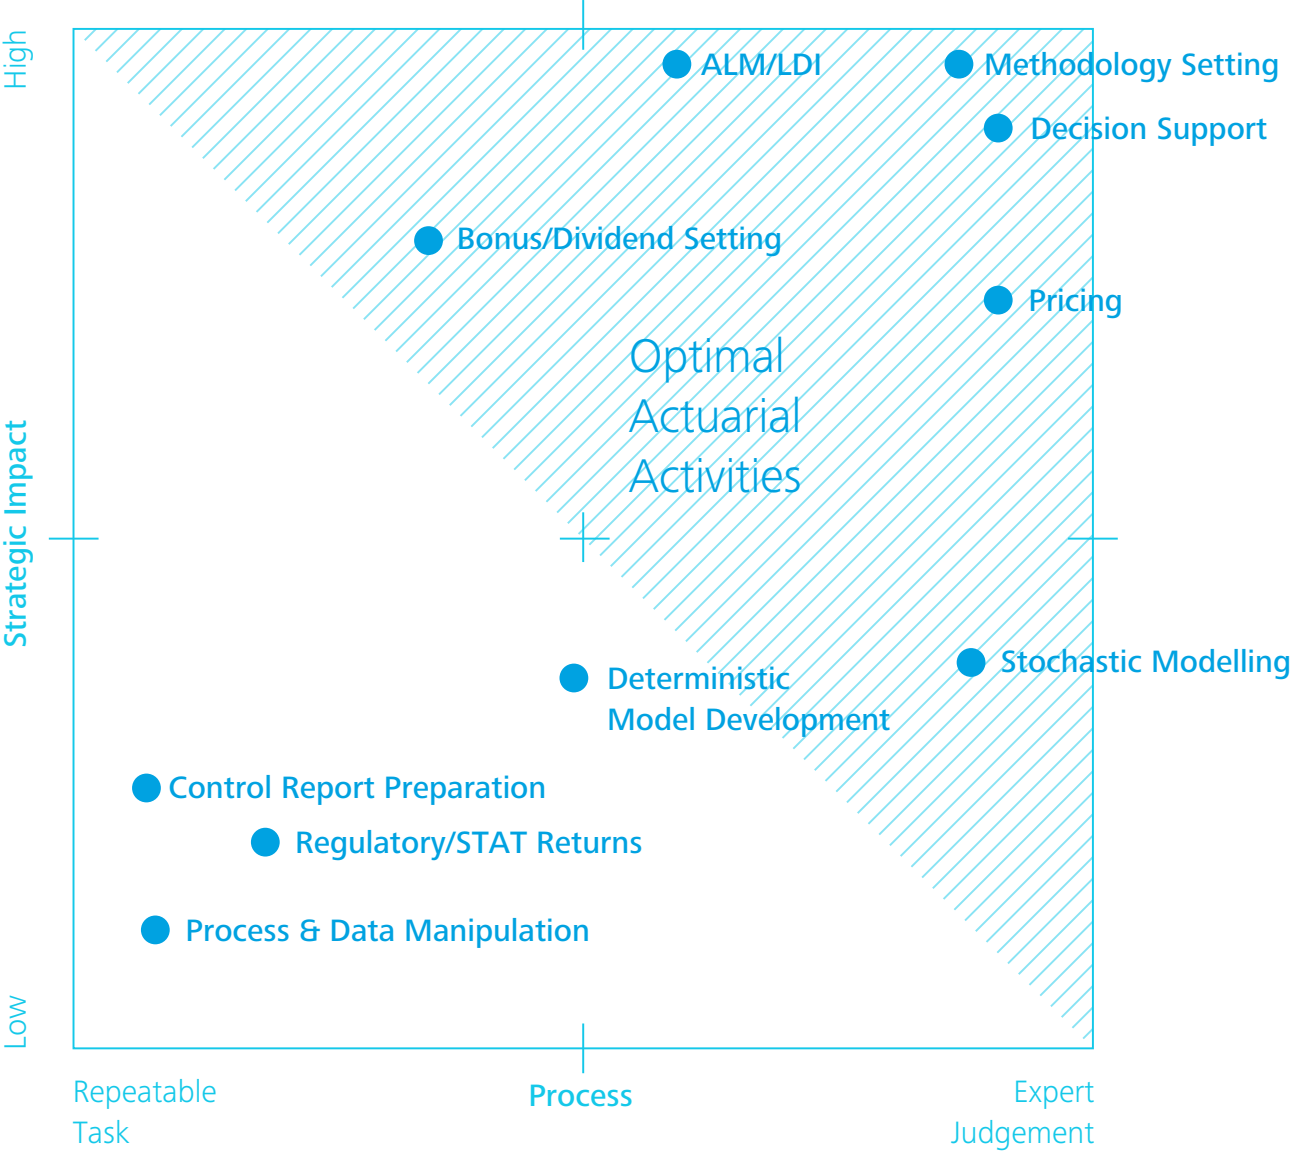 High
ALM/LDI
Methodology Setting
Decision Support
Bonus/Dividend Setting
Pricing
Optimal
Actuarial
Activities
Strategic Impact
Stochastic Modelling
Deterministic
Model Development
Control Report Preparation
Regulatory/STAT Returns
Process & Data Manipulation
Low
Repeatable
Task
Process
Expert
Judgement